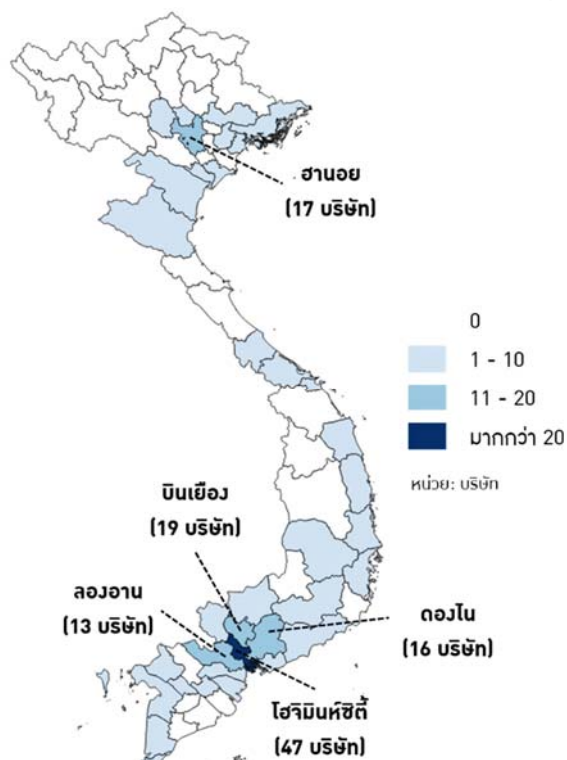 ฮานอย
(17 บริษัท)
0
1 - 10
11 - 20
มากกว่า 20
หน่วย: บริษัท
บินเยือง
(19 บริษัท)
ลองอาน
(13 บริษัท)
ดองไน
(16 บริษัท)
โฮจิมินห์ซิตี้
(47 บริษัท)